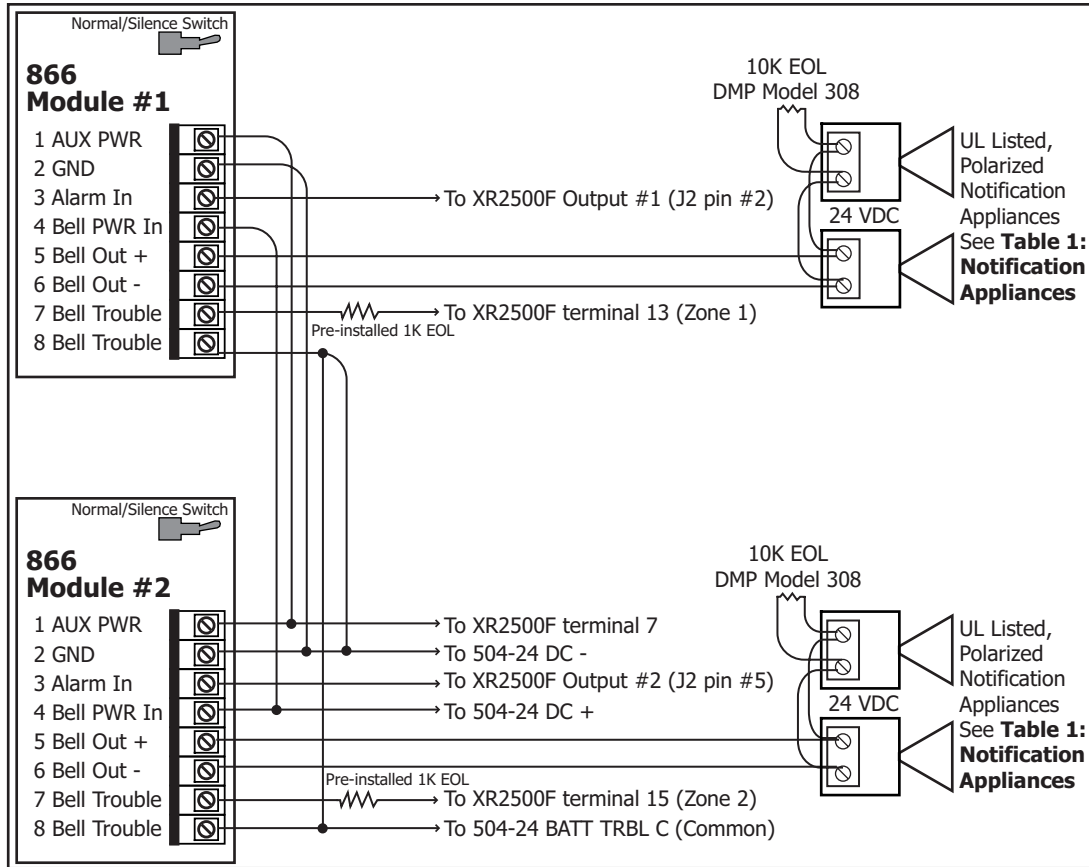 Normal/Silence Switch
866
Module #1
1 AUX PWR
2 GND
3 Alarm In
4 Bell PWR In
5 Bell Out +
6 Bell Out -
7 Bell Trouble
8 Bell Trouble
To XR2500F Output #1 (J2 pin #2)
Pre-installed 1K EOL
To XR2500F terminal 13 (Zone 1)
10K EOL
DMP Model 308
24 VDC
UL Listed,
Polarized
Notification
Appliances
See Table 1:
Notification
Appliances
Normal/Silence Switch
866
Module #2
1 AUX PWR
2 GND
3 Alarm In
4 Bell PWR In
5 Bell Out +
6 Bell Out -
7 Bell Trouble
8 Bell Trouble
To XR2500F terminal 7
To 504-24 DC -
To XR2500F Output #2 (J2 pin #5)
To 504-24 DC +
Pre-installed 1K EOL
To XR2500F terminal 15 (Zone 2)
To 504-24 BATT TRBL C (Common)
10K EOL
DMP Model 308
24 VDC
UL Listed,
Polarized
Notification
Appliances
See Table 1:
Notification
Appliances